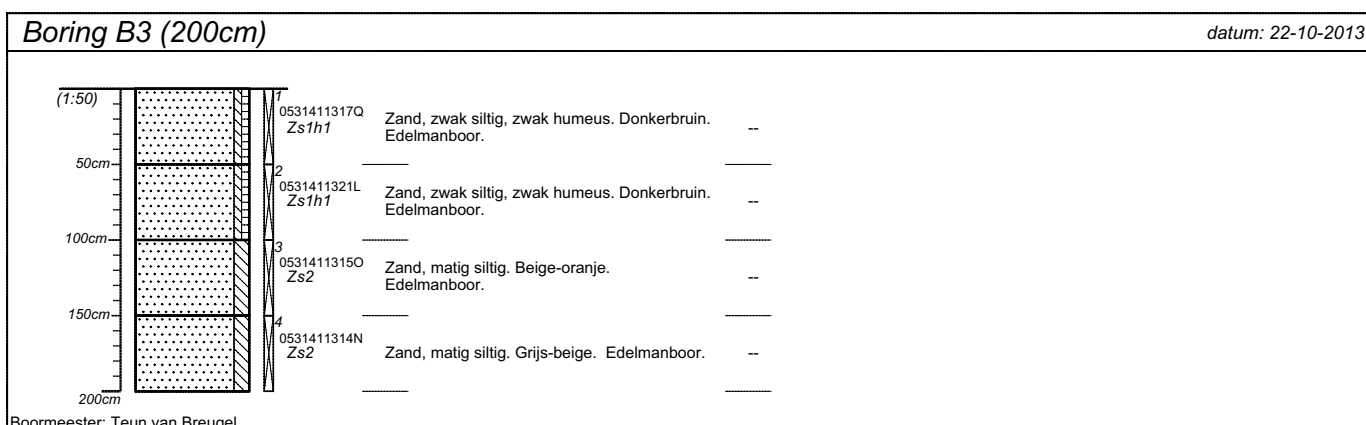 Boring B3 (200cm)
datum: 22-10-2013
(1:50)
1
0531411317Q
Zs1h1
Zand, zwak siltig, zwak humeus. Donkerbruin.
Edelmanboor.
--
50cm
2
0531411321L
Zs1h1
Zand, zwak siltig, zwak humeus. Donkerbruin.
Edelmanboor.
--
100cm
3
0531411315O
Zs2
Zand, matig siltig. Beige-oranje.
Edelmanboor.
--
150cm
4
0531411314N
Zs2
Zand, matig siltig. Grijs-beige. Edelmanboor.
--
200cm
Boormeester: Teun van Breugel